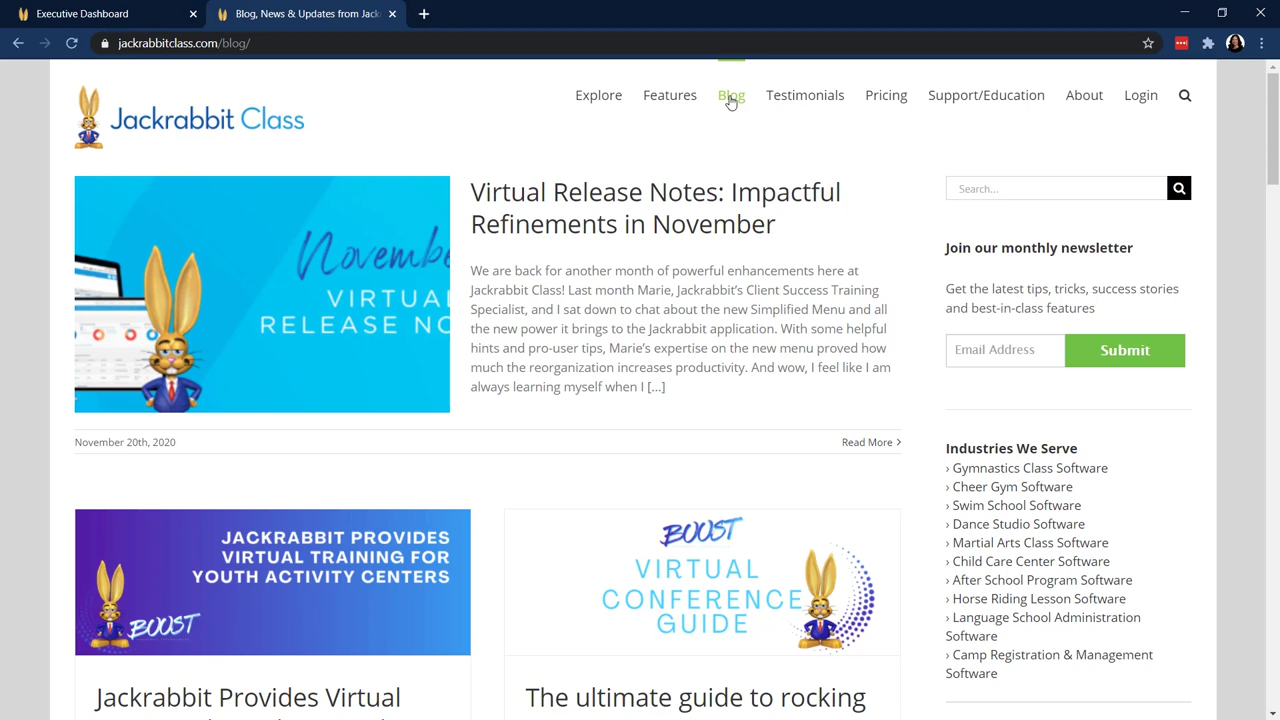 Executive Dashboard
Blog, News & Updates from Jack
jackrabbitclass.com/blog/
Jackrabbit Class
Explore
Features
Blog
Testimonials
Pricing
Support/Education
About
Login
November
VIRTUAL
RELEASE NO
Virtual Release Notes: Impactful
Refinements in November
We are back for another month of powerful enhancements here at
Jackrabbit Class! Last month Marie, Jackrabbit's Client Success Training
Specialist, and I sat down to chat about the new Simplified Menu and all
the new power it brings to the Jackrabbit application. With some helpful
hints and pro-user tips, Marie's expertise on the new menu proved how
much the reorganization increases productivity. And wow, I feel like I am
always learning myself when I [...]
November 20th, 2020
Read More
Search...
Join our monthly newsletter
Get the latest tips, tricks, success stories
and best-in-class features
Email Address
Submit
Industries We Serve
› Gymnastics Class Software
› Cheer Gym Software
› Swim School Software
› Dance Studio Software
› Martial Arts Class Software
› Child Care Center Software
› After School Program Software
› Horse Riding Lesson Software
› Language School Administration
Software
› Camp Registration & Management
Software
JACKRABBIT PROVIDES
VIRTUAL TRAINING FOR
YOUTH ACTIVITY CENTERS
BOOST
Jackrabbit Provides Virtual
BOOST
VIRTUAL
CONFERENCE
GUIDE
The ultimate guide to rocking